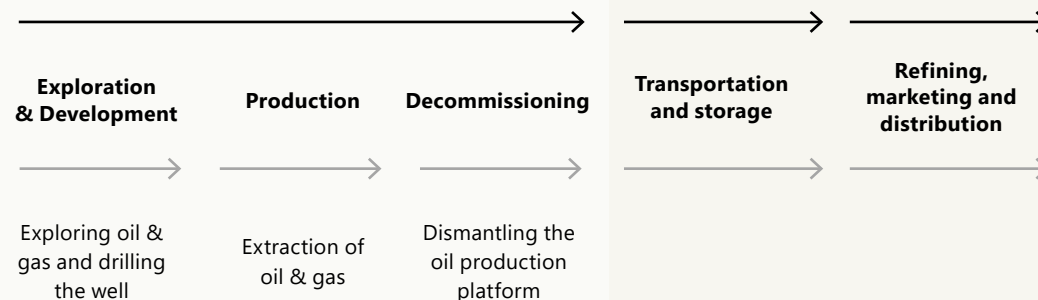 Exploration
& Development
Production
Decommissioning
Transportation
and storage
Refining,
marketing and
distribution
Exploring oil &
gas and drilling
the well
Extraction of
oil & gas
Dismantling the
oil production
platform